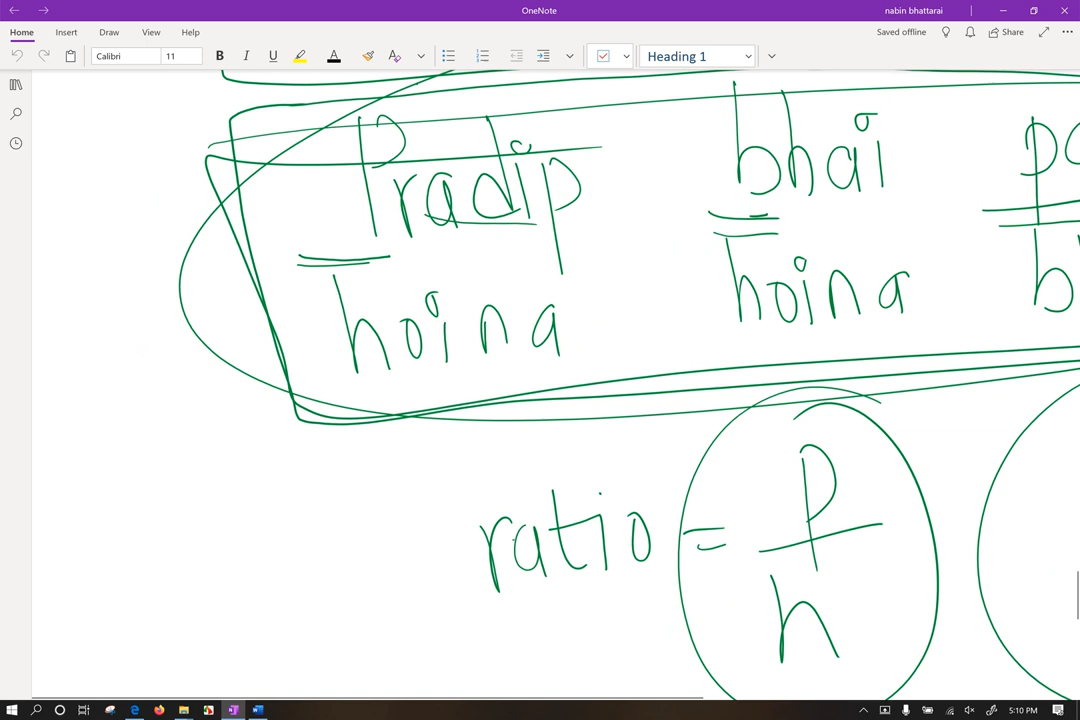 OneNote
nabin bhattarai
Home Insert Draw View Help
Saved offline
Share
Calibri 11 B I U A Heading 1
Pradip bhai
hoina hoina
ratio = P
h
5:10 PM